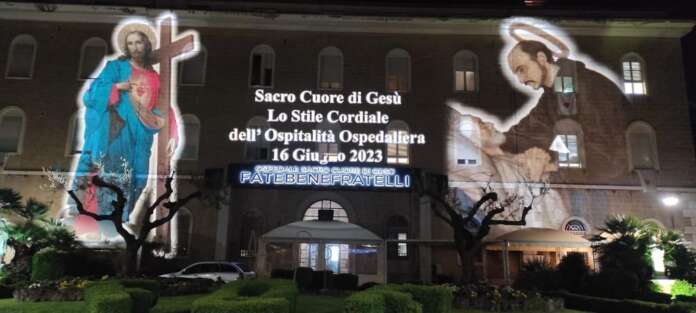 Sacro Cuore di Gesù
Lo Stile Cordiale
dell' Ospitalità Ospedaliera
16 Giugno 2023
OSPEDALE SACRO CUORE DI GESÙ
FATEBENEFRATELLI